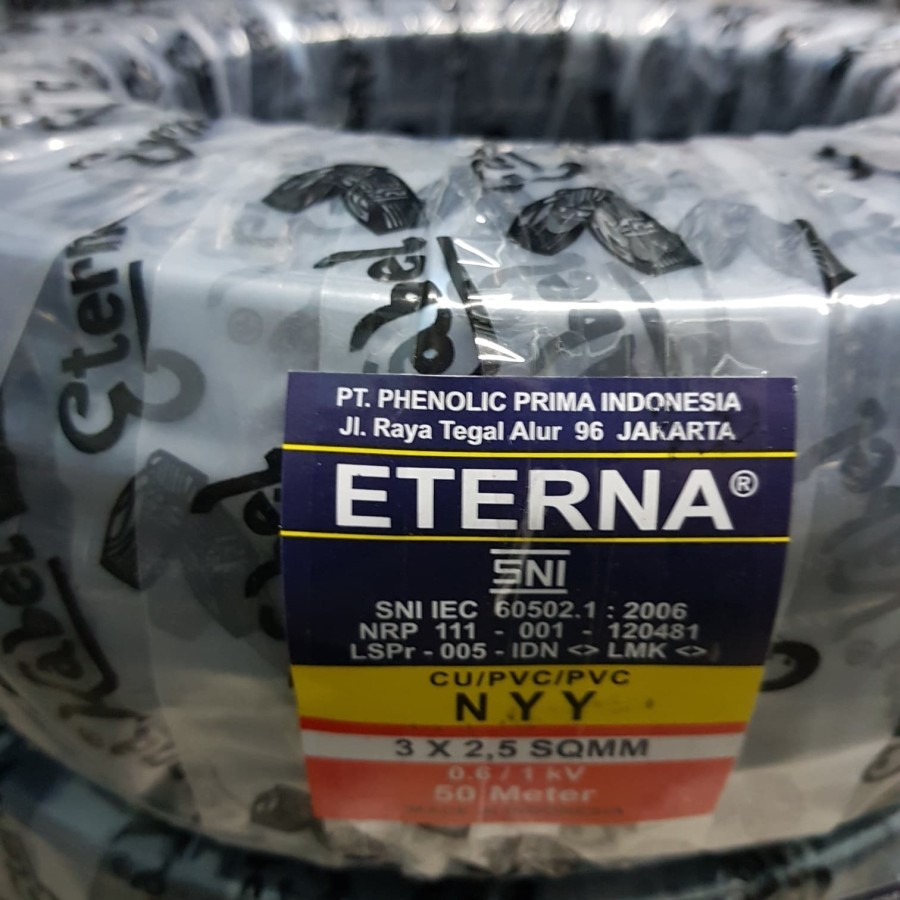 Eterna
Kabel
Kabel
PT. PHENOLIC PRIMA INDONESIA
Jl. Raya Tegal Alur 96 JAKARTA
ETERNA®
SNI
SNI IEC 60502.1 : 2006
NRP 111 - 001 - 120481
LSPr - 005 - IDN <> LMK <>
CU/PVC/PVC
N Y Y
3 X 2,5 SQMM
0.6 / 1 kV
50 Meter